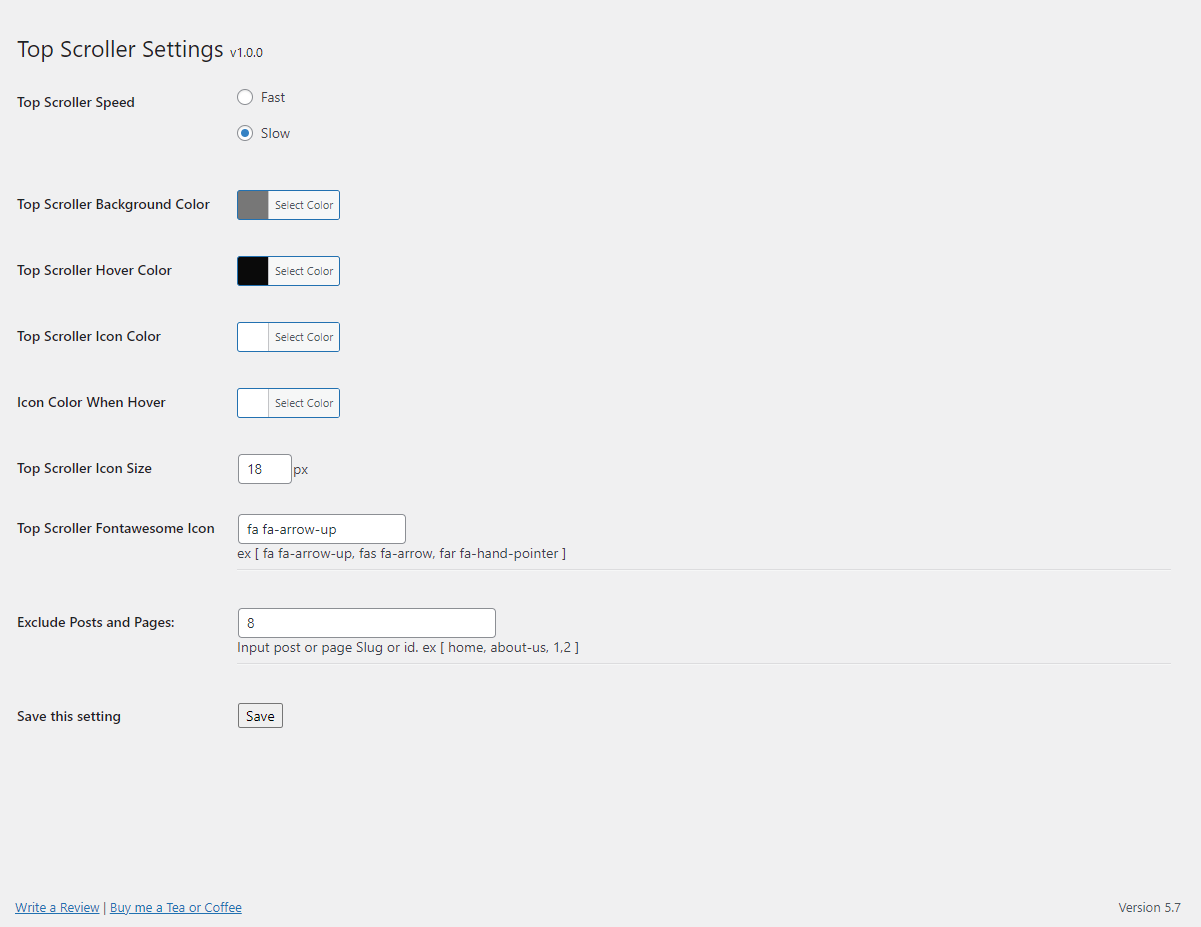 Top Scroller Settings v1.0.0
Top Scroller Speed
Fast
Slow
Top Scroller Background Color
Select Color
Top Scroller Hover Color
Select Color
Top Scroller Icon Color
Select Color
Icon Color When Hover
Select Color
Top Scroller Icon Size
18 px
Top Scroller Fontawesome Icon
fa fa-arrow-up
ex [ fa fa-arrow-up, fas fa-arrow, far fa-hand-pointer ]
Exclude Posts and Pages:
8
Input post or page Slug or id. ex [ home, about-us, 1,2 ]
Save this setting
Save
Write a Review | Buy me a Tea or Coffee
Version 5.7